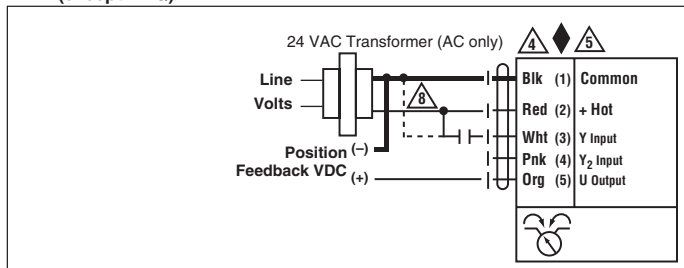 24 VAC Transformer (AC only)
4
5
Line
Volts
8
Blk (1) Common
Red (2) + Hot
Wht (3) Y Input
Pnk (4) Y2 Input
Org (5) U Output
Position (–)
Feedback VDC (+)